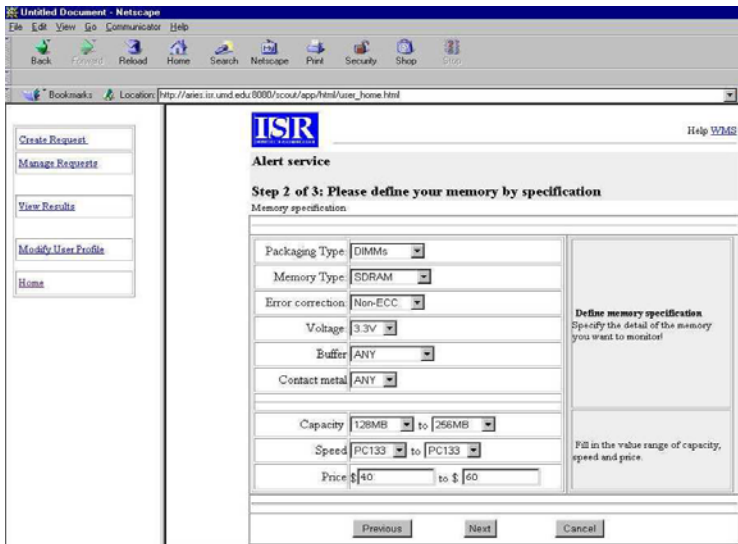 Untitled Document - Netscape
File Edit View Go Communicator Help
Back Forward Reload Home Search Netscape Print Security Shop Stop
Bookmarks Location: http://aries.isr.umd.edu:8080/scout/app/html/user_home.html
ISR
Help WMS
Create Request
Manage Requests
View Results
Modify User Profile
Home
Alert service
Step 2 of 3: Please define your memory by specification
Memory specification
Packaging Type: DIMMs
Memory Type: SDRAM
Error correction: Non-ECC
Voltage: 3.3V
Buffer ANY
Contact metal ANY
Define memory specification
Specify the detail of the memory
you want to monitor!
Capacity 128MB to 256MB
Speed PC133 to PC133
Price $ 40 to $ 60
Fill in the value range of capacity,
speed and price.
Previous Next Cancel